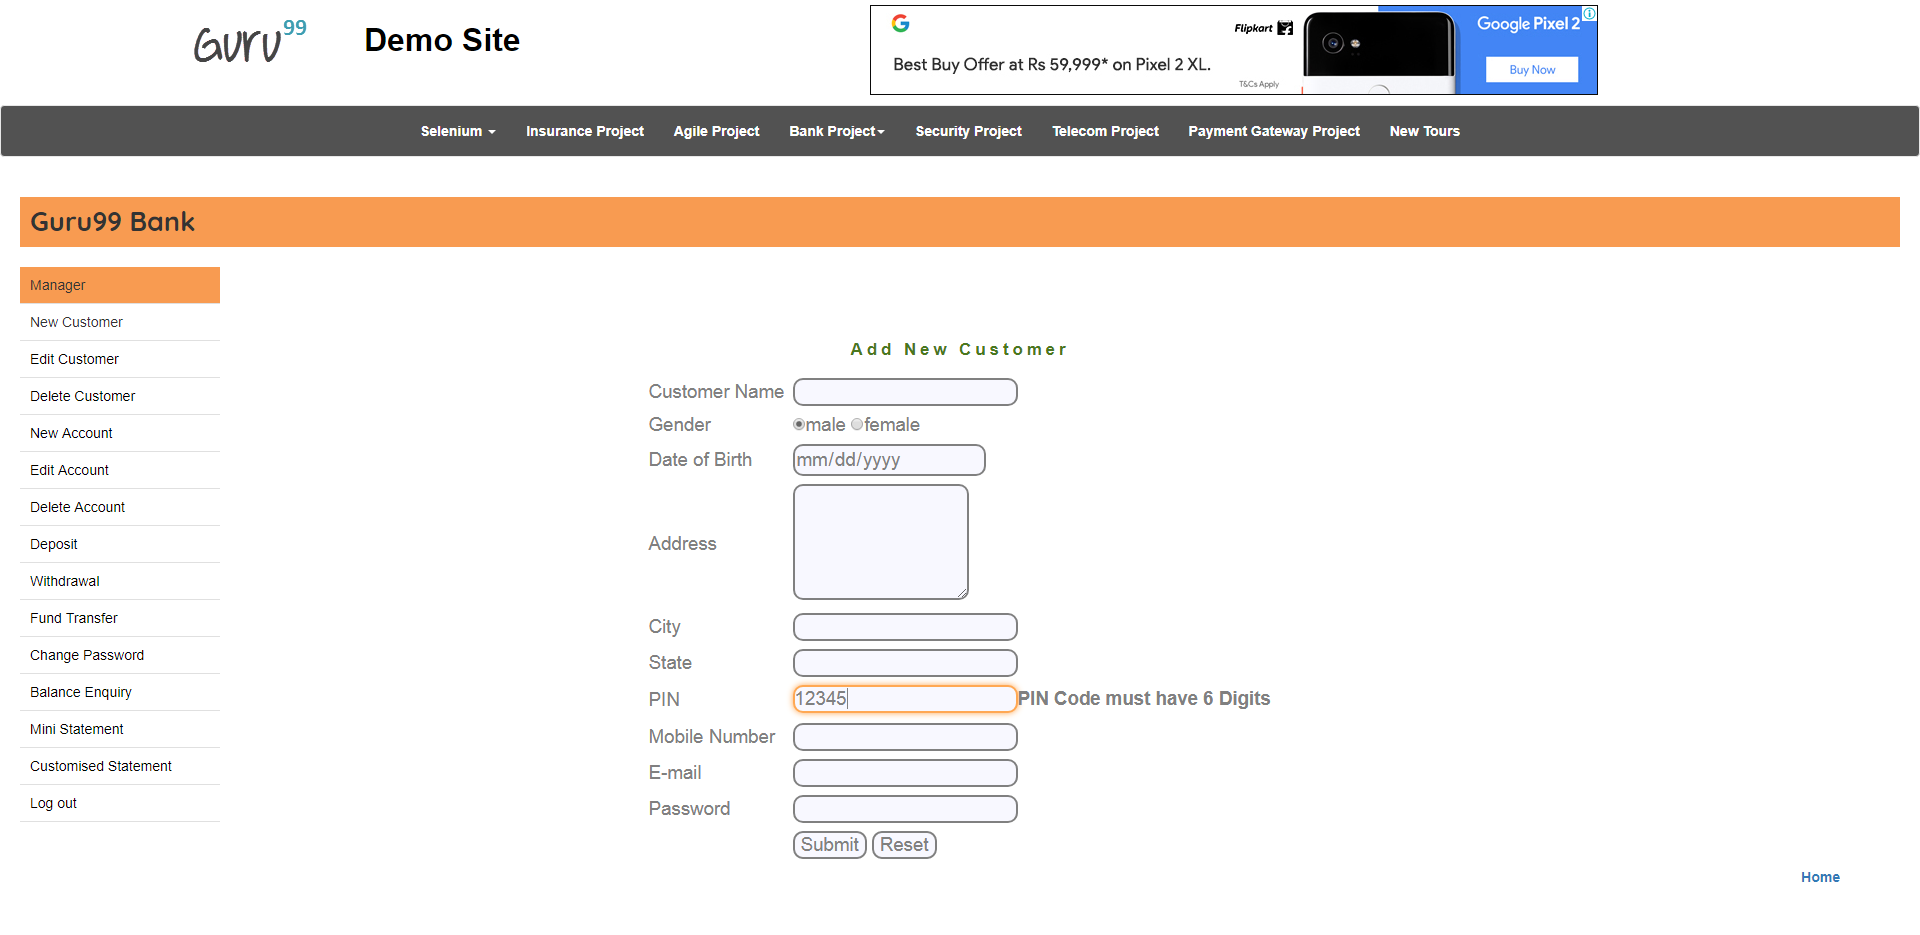 Guru99
Demo Site
Best Buy Offer at Rs 59,999* on Pixel 2 XL.
Flipkart
T&Cs Apply
Google Pixel 2
Buy Now
Selenium Insurance Project Agile Project Bank Project Security Project Telecom Project Payment Gateway Project New Tours
Guru99 Bank
Manager
New Customer
Edit Customer
Delete Customer
New Account
Edit Account
Delete Account
Deposit
Withdrawal
Fund Transfer
Change Password
Balance Enquiry
Mini Statement
Customised Statement
Log out
Add New Customer
Customer Name
Gender male female
Date of Birth mm/dd/yyyy
Address
City
State
PIN 12345 PIN Code must have 6 Digits
Mobile Number
E-mail
Password
Submit Reset
Home